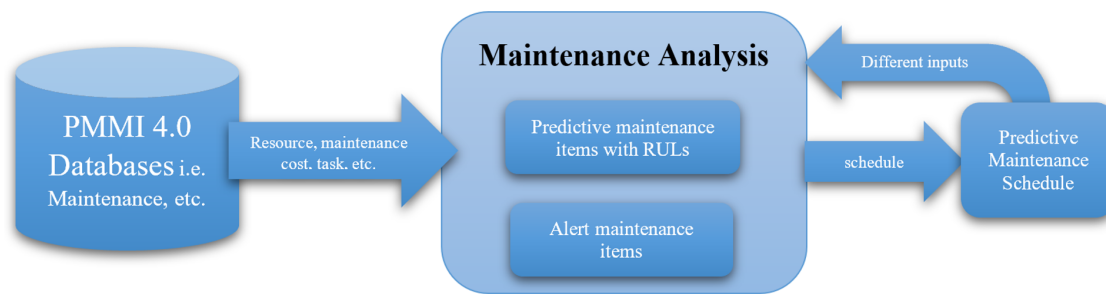 PMMI 4.0
Databases i.e.
Maintenance, etc.
Resource, maintenance
cost, task, etc.
Maintenance Analysis
Predictive maintenance
items with RULs
Alert maintenance
items
Different inputs
schedule
Predictive
Maintenance
Schedule